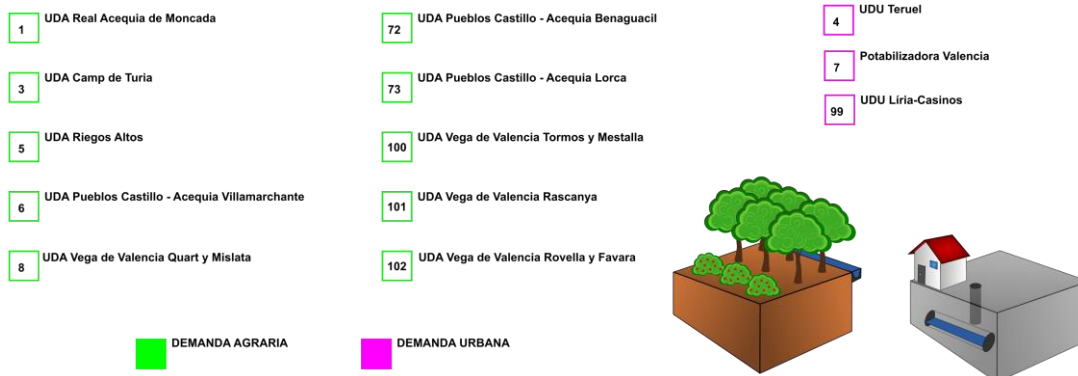 1 UDA Real Acequia de Moncada
3 UDA Camp de Turia
5 UDA Riegos Altos
6 UDA Pueblos Castillo - Acequia Villamarchante
8 UDA Vega de Valencia Quart y Mislata
72 UDA Pueblos Castillo - Acequia Benaguacil
73 UDA Pueblos Castillo - Acequia Lorca
100 UDA Vega de Valencia Tormos y Mestalla
101 UDA Vega de Valencia Rascanya
102 UDA Vega de Valencia Rovella y Favara
4 UDU Teruel
7 Potabilizadora Valencia
99 UDU Líria-Casinos
DEMANDA AGRARIA
DEMANDA URBANA